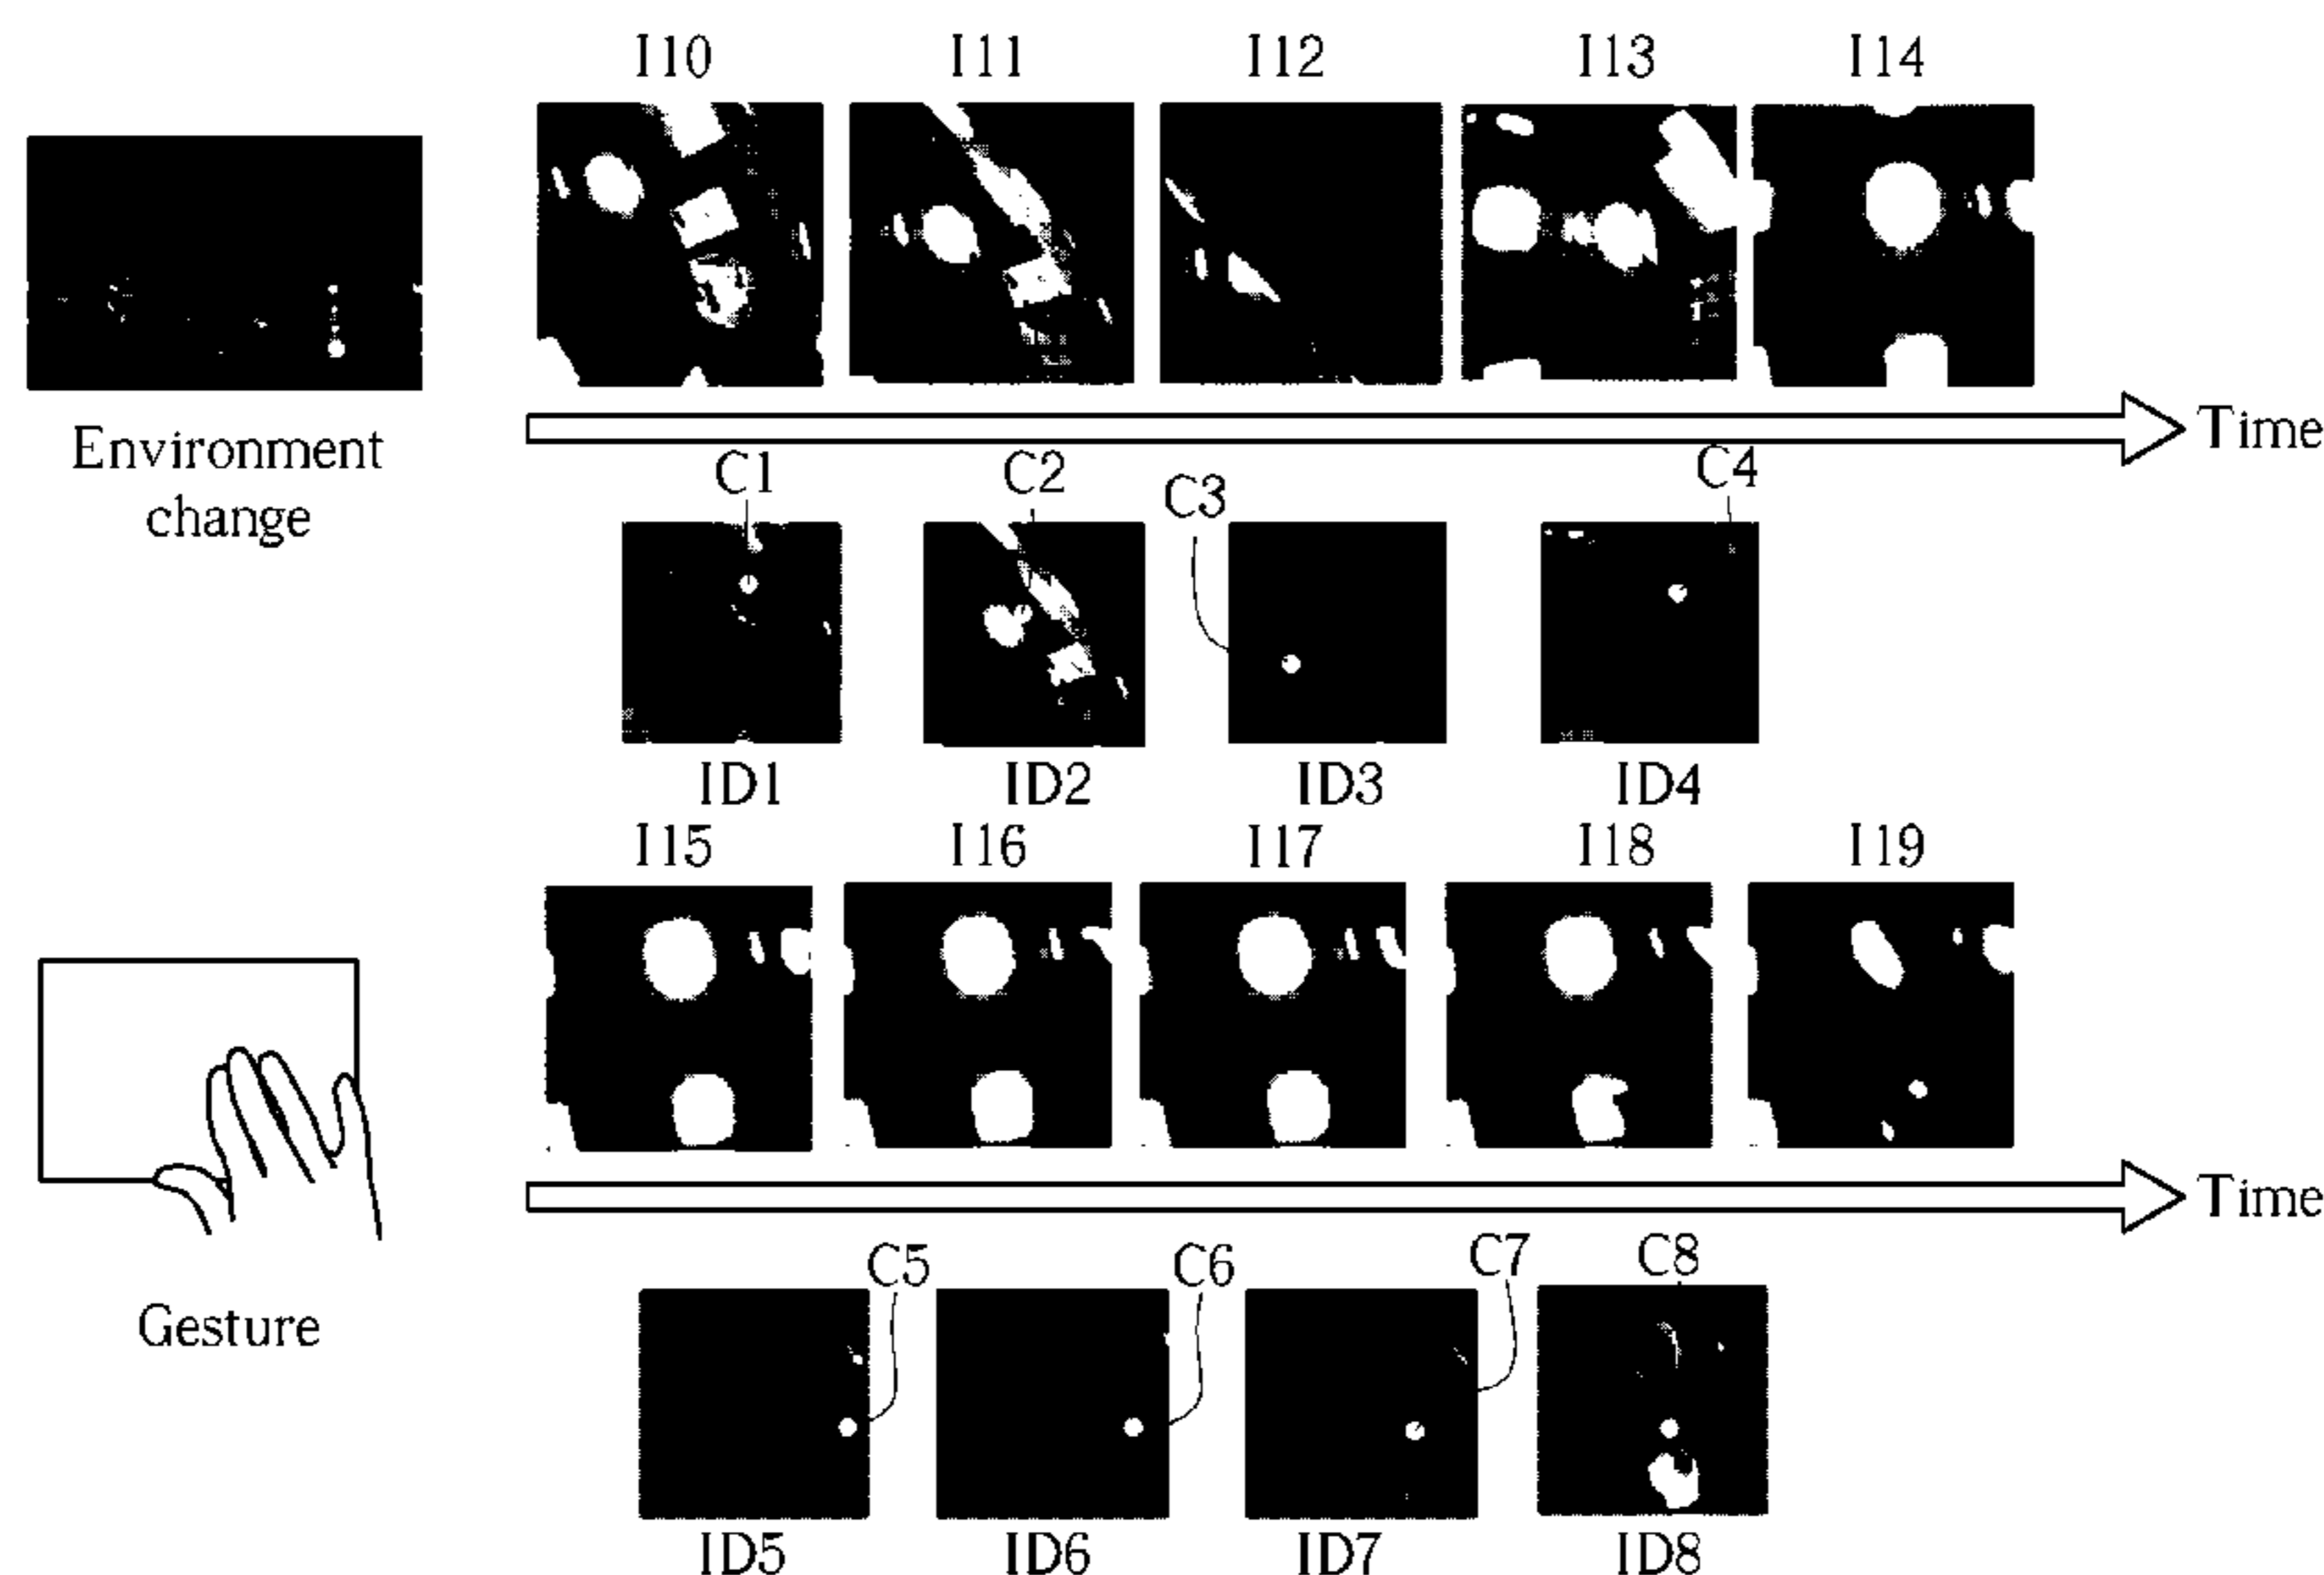 I10 I11 I12 I13 I14
Time
Environment
change
C1 C2 C3 C4
ID1 ID2 ID3 ID4
I15 I16 I17 I18 I19
Time
Gesture
C5 C6 C7 C8
ID5 ID6 ID7 ID8